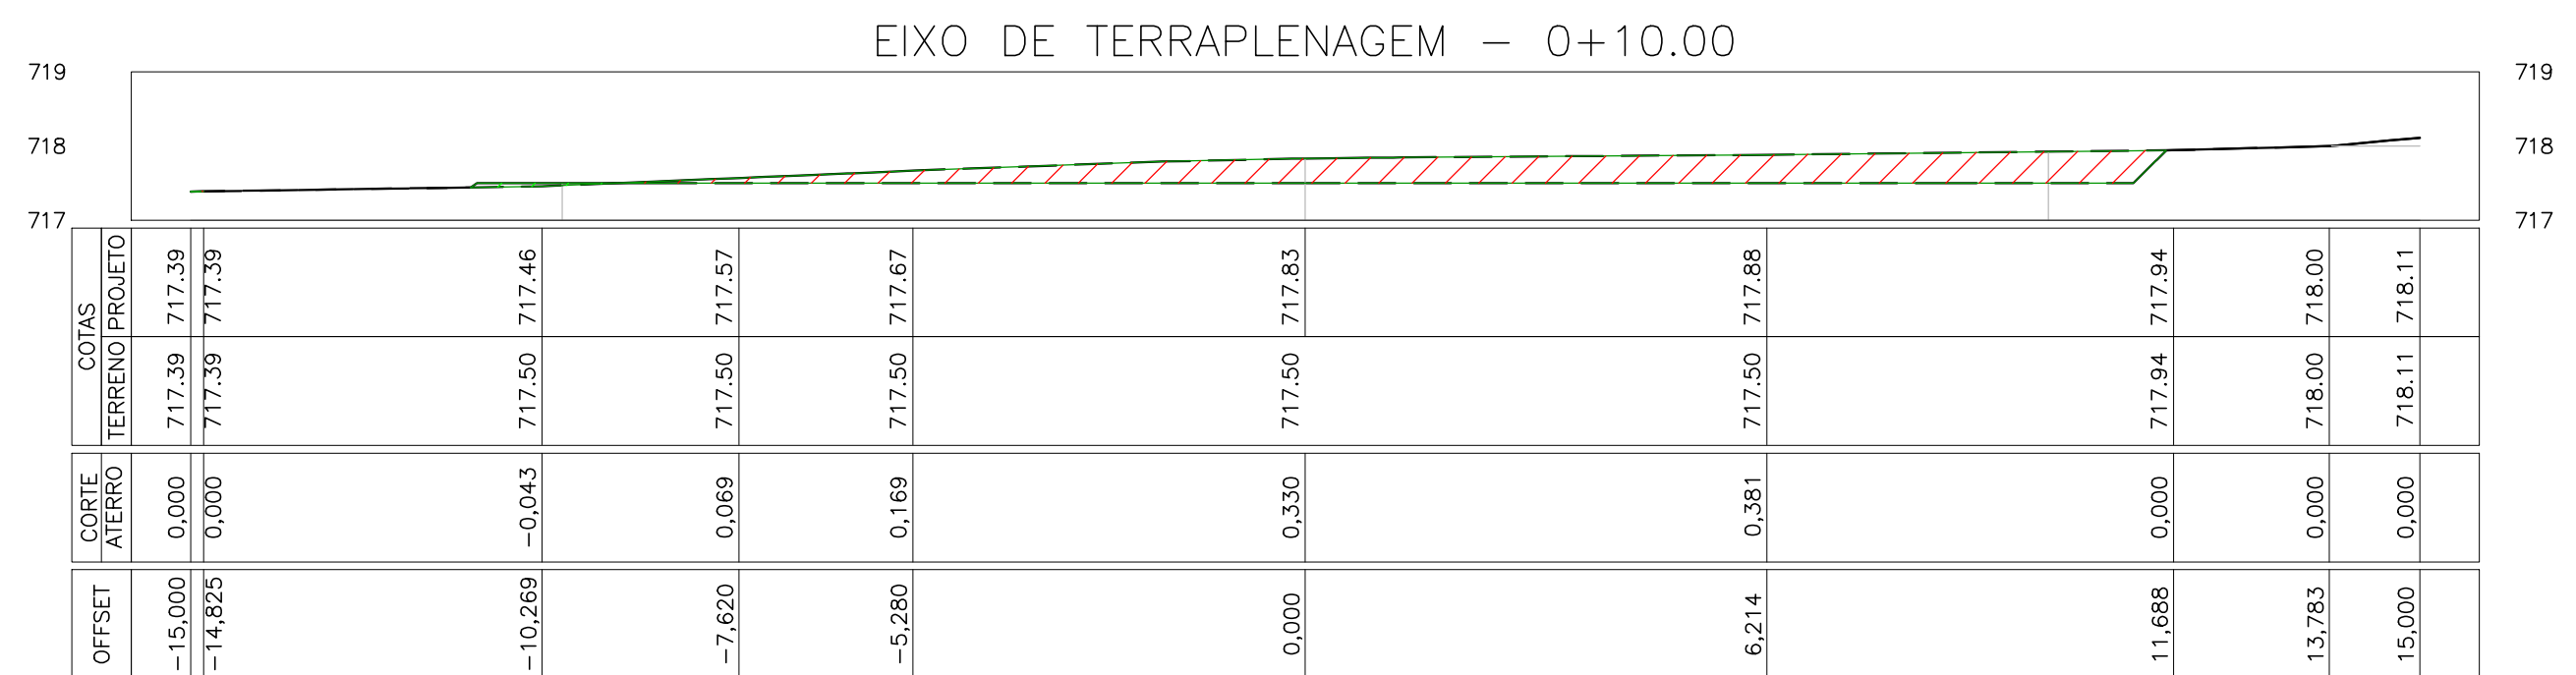 EIXO DE TERRAPLENAGEM – 0+10.00
719 719
718 718
717 717
COTAS
PROJETO 717.39 717.39 717.46 717.57 717.67 717.83 717.88 717.94 718.00 718.11
TERRENO 717.39 717.39 717.50 717.50 717.50 717.50 717.50 717.94 718.00 718.11
CORTE
ATERRO 0,000 0,000 −0,043 0,069 0,169 0,330 0,381 0,000 0,000 0,000
OFFSET −15,000 −14,825 −10,269 −7,620 −5,280 0,000 6,214 11,688 13,783 15,000